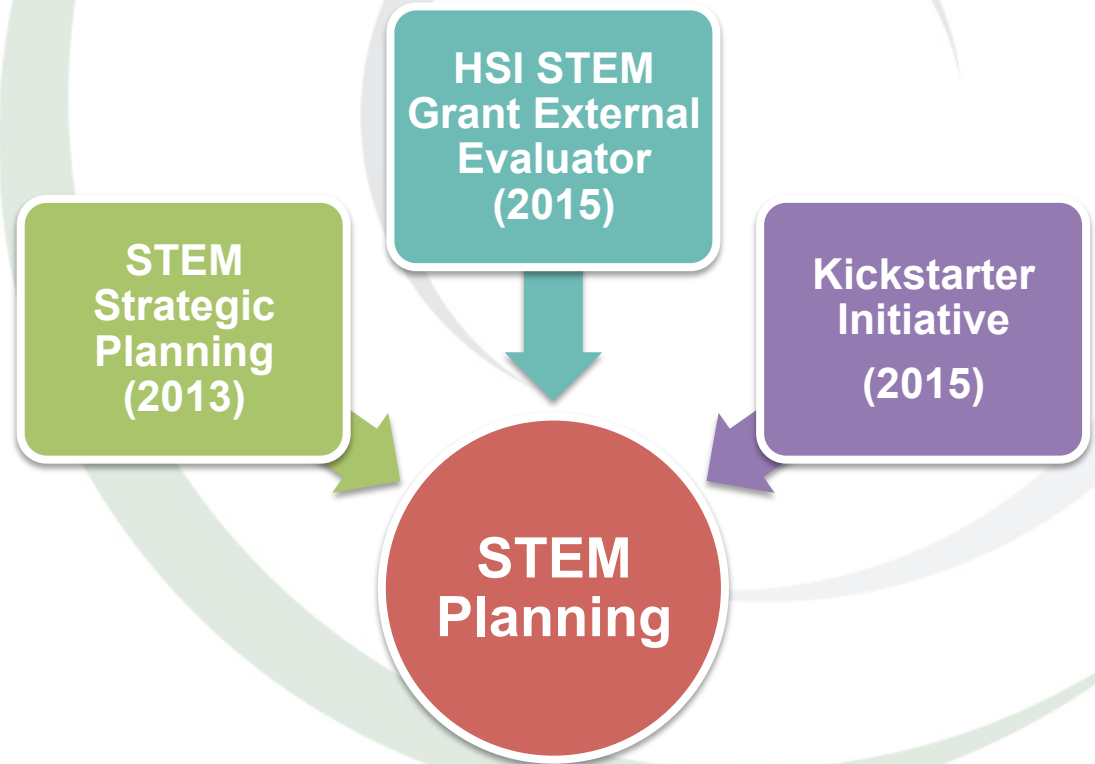 HSI STEM
Grant External
Evaluator
(2015)
STEM
Strategic
Planning
(2013)
Kickstarter
Initiative
(2015)
STEM
Planning